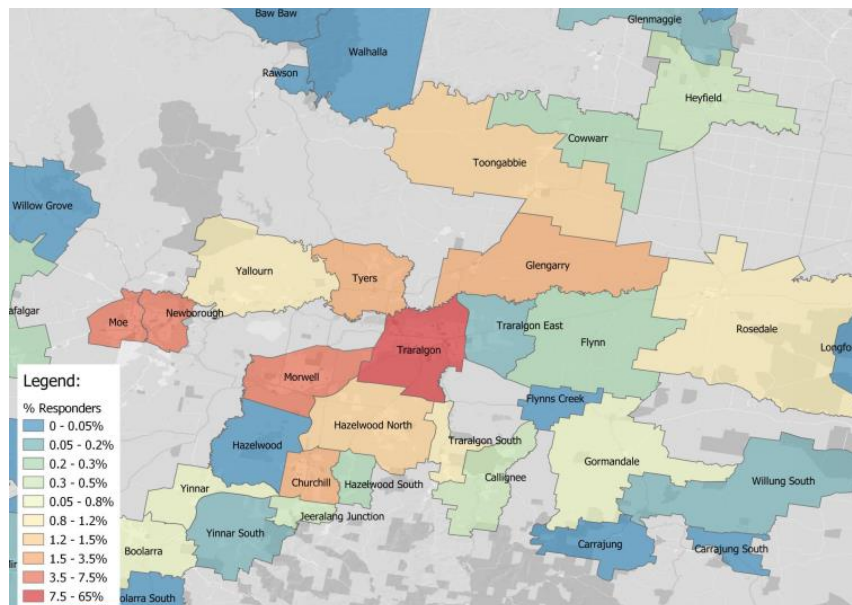 Baw Baw
Glenmaggie
Walhalla
Rawson
Heyfield
Cowwarr
Toongabbie
Willow Grove
Yallourn
Tyers
Glengarry
afalgar
Moe
Newborough
Traralgon East
Rosedale
Traralgon
Flynn
Longfo
Morwell
Flynns Creek
Hazelwood North
Hazelwood
Traralgon South
Gormandale
Churchill
Hazelwood South
Callignee
Willung South
Yinnar
Jeeralang Junction
Yinnar South
Boolarra
Carrajung
Carrajung South
olarra South
Legend:
% Responders
0 - 0.05%
0.05 - 0.2%
0.2 - 0.3%
0.3 - 0.5%
0.05 - 0.8%
0.8 - 1.2%
1.2 - 1.5%
1.5 - 3.5%
3.5 - 7.5%
7.5 - 65%